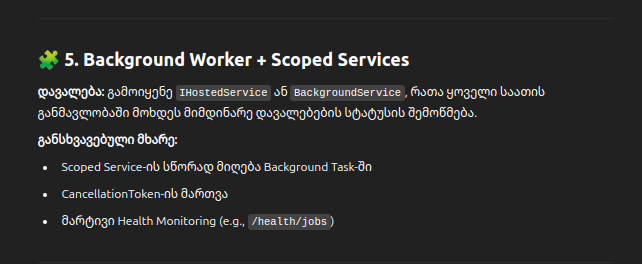 🧩 5. Background Worker + Scoped Services
დავალება: გამოიყენე IHostedService ან BackgroundService, რათა ყოველი საათის
განმავლობაში მოხდეს მიმდინარე დავალებების სტატუსის შემოწმება.
განსხვავებული მხარე:
• Scoped Service-ის სწორად მიღება Background Task-ში
• CancellationToken-ის მართვა
• მარტივი Health Monitoring (e.g., /health/jobs)